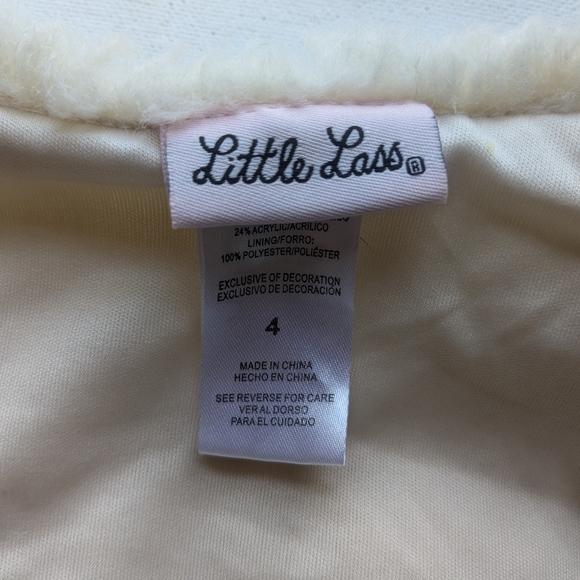 Little Lass®
24% ACRYLIC/ACRILICO
LINING/FORRO:
100% POLYESTER/POLIÉSTER
EXCLUSIVE OF DECORATION
EXCLUSIVO DE DECORACIÓN
4
MADE IN CHINA
HECHO EN CHINA
SEE REVERSE FOR CARE
VER AL DORSO
PARA EL CUIDADO